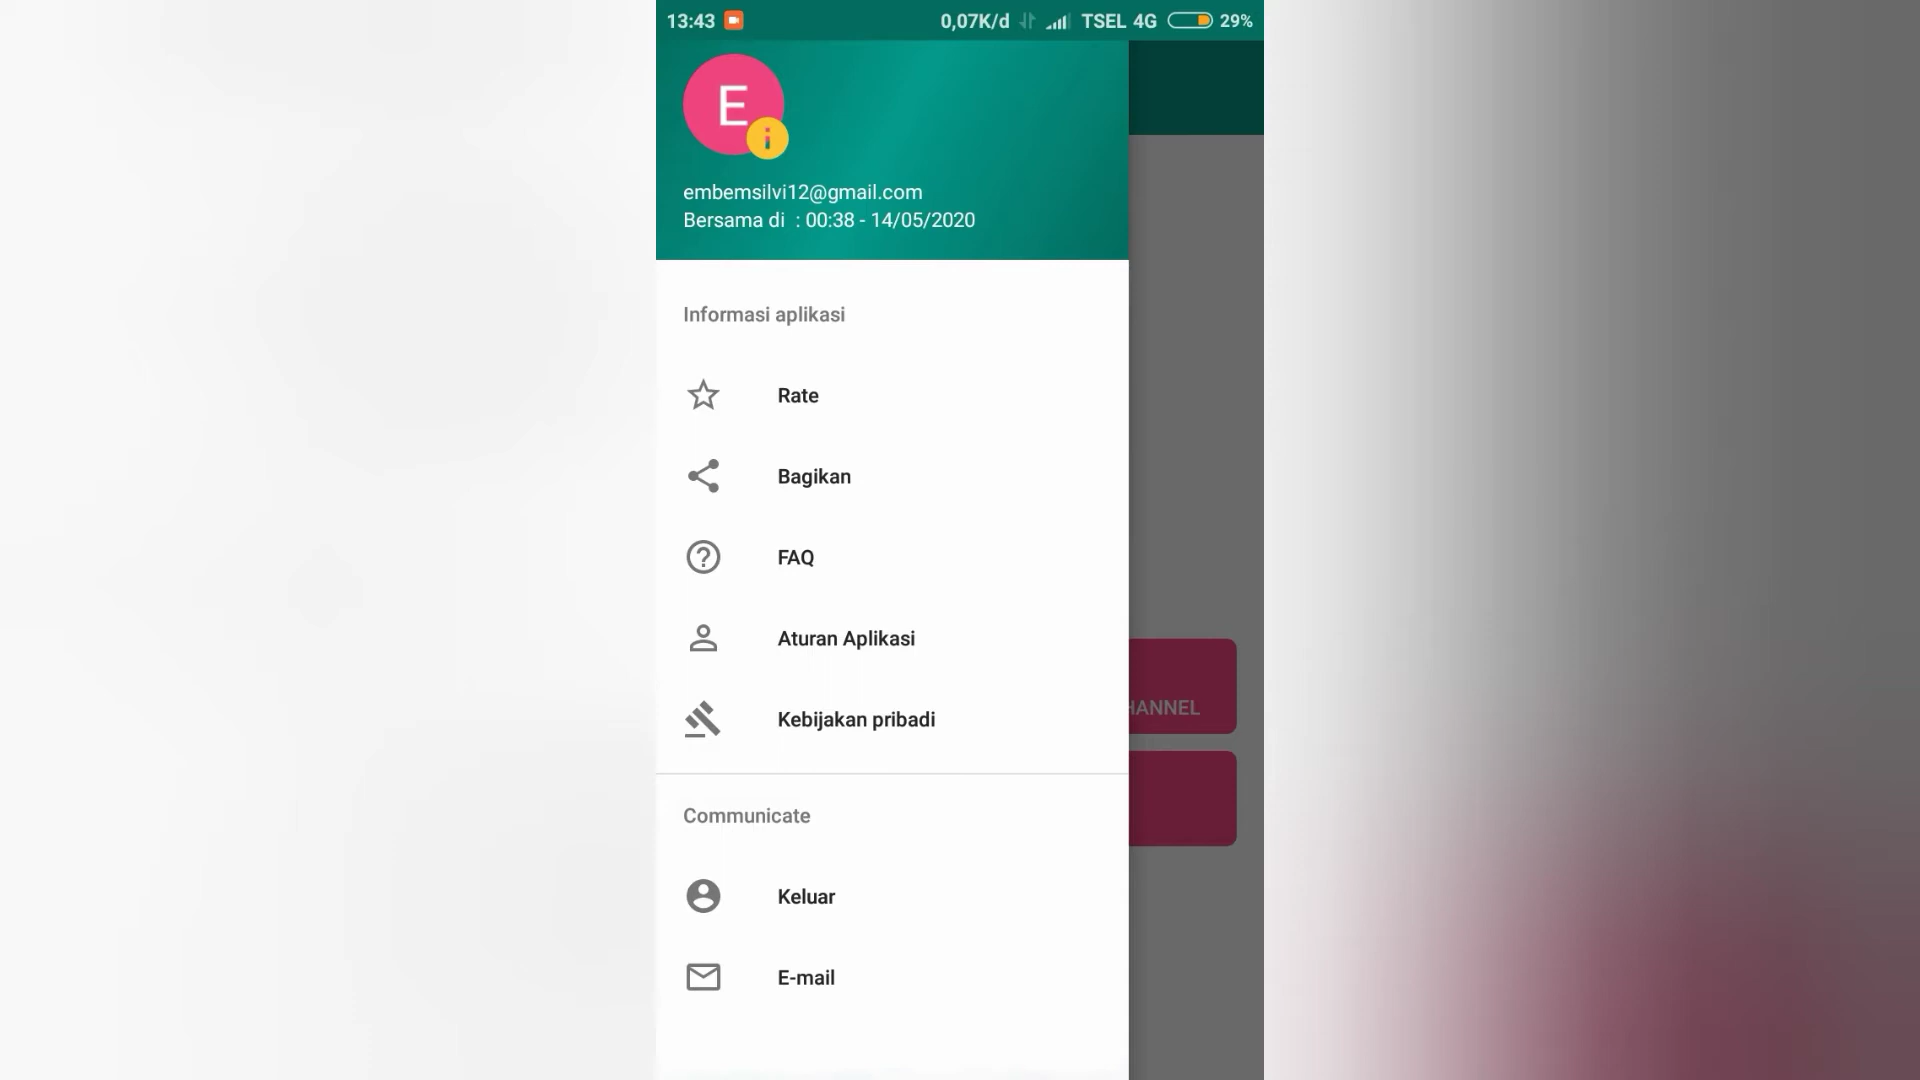 13:43 0,07K/d TSEL 4G 29%
E
embemsilvi12@gmail.com
Bersama di : 00:38 - 14/05/2020
Informasi aplikasi
Rate
Bagikan
FAQ
Aturan Aplikasi
Kebijakan pribadi
HANNEL
Communicate
Keluar
E-mail